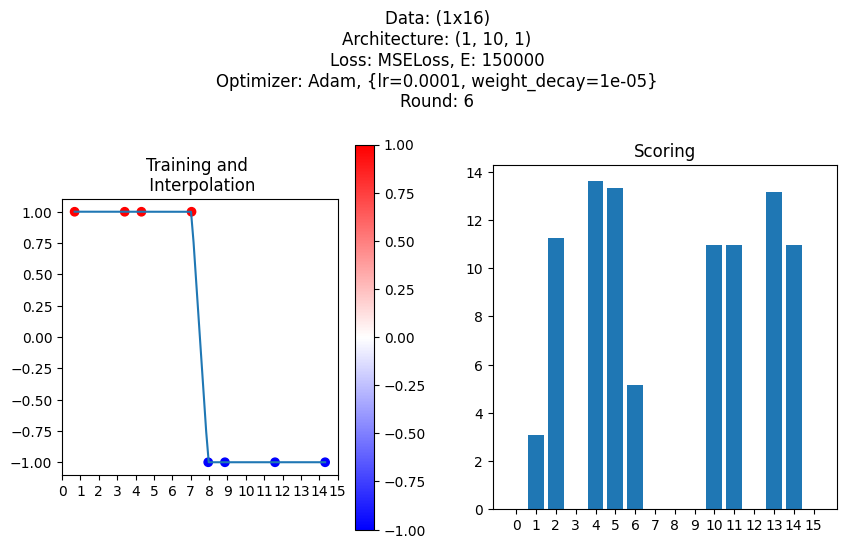 Data: (1x16)
Architecture: (1, 10, 1)
Loss: MSELoss, E: 150000
Optimizer: Adam, {lr=0.0001, weight_decay=1e-05}
Round: 6
Training and
Interpolation
1.00
0.75
0.50
0.25
0.00
−0.25
−0.50
−0.75
−1.00
0 1 2 3 4 5 6 7 8 9 10 11 12 13 14 15
1.00
0.75
0.50
0.25
0.00
−0.25
−0.50
−0.75
−1.00
Scoring
14
12
10
8
6
4
2
0
0 1 2 3 4 5 6 7 8 9 10 11 12 13 14 15